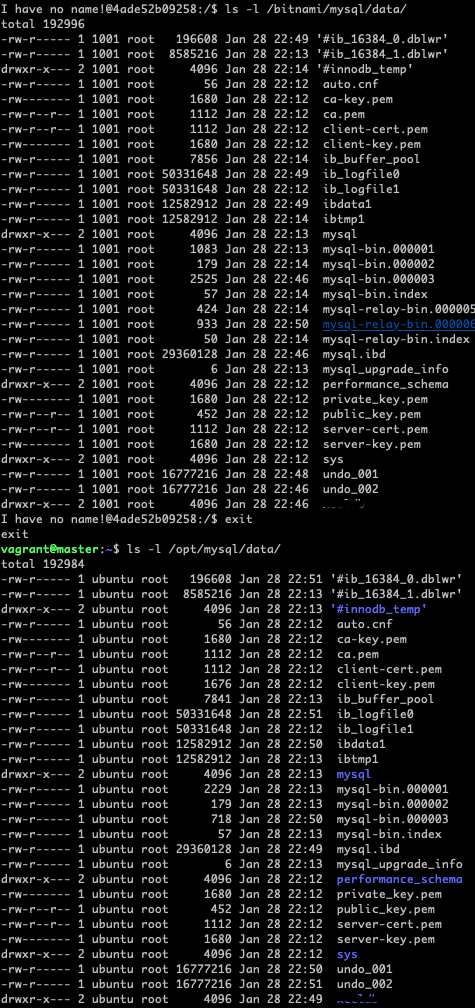 I have no name!@4ade52b09258:/$ ls -l /bitnami/mysql/data/
total 192996
-rw-r----- 1 1001 root   196608 Jan 28 22:49 '#ib_16384_0.dblwr'
-rw-r----- 1 1001 root  8585216 Jan 28 22:13 '#ib_16384_1.dblwr'
drwxr-x--- 2 1001 root     4096 Jan 28 22:14 '#innodb_temp'
-rw-r----- 1 1001 root       56 Jan 28 22:12  auto.cnf
-rw------- 1 1001 root     1680 Jan 28 22:12  ca-key.pem
-rw-r--r-- 1 1001 root     1112 Jan 28 22:12  ca.pem
-rw-r--r-- 1 1001 root     1112 Jan 28 22:12  client-cert.pem
-rw------- 1 1001 root     1680 Jan 28 22:12  client-key.pem
-rw-r----- 1 1001 root     7856 Jan 28 22:14  ib_buffer_pool
-rw-r----- 1 1001 root 50331648 Jan 28 22:49  ib_logfile0
-rw-r----- 1 1001 root 50331648 Jan 28 22:12  ib_logfile1
-rw-r----- 1 1001 root 12582912 Jan 28 22:49  ibdata1
-rw-r----- 1 1001 root 12582912 Jan 28 22:14  ibtmp1
drwxr-x--- 2 1001 root     4096 Jan 28 22:13  mysql
-rw-r----- 1 1001 root     1083 Jan 28 22:13  mysql-bin.000001
-rw-r----- 1 1001 root      179 Jan 28 22:14  mysql-bin.000002
-rw-r----- 1 1001 root     2525 Jan 28 22:46  mysql-bin.000003
-rw-r----- 1 1001 root       57 Jan 28 22:14  mysql-bin.index
-rw-r----- 1 1001 root      424 Jan 28 22:14  mysql-relay-bin.000005
-rw-r----- 1 1001 root      933 Jan 28 22:50  mysql-relay-bin.000006
-rw-r----- 1 1001 root       50 Jan 28 22:14  mysql-relay-bin.index
-rw-r----- 1 1001 root 29360128 Jan 28 22:46  mysql.ibd
-rw-r----- 1 1001 root        6 Jan 28 22:13  mysql_upgrade_info
drwxr-x--- 2 1001 root     4096 Jan 28 22:12  performance_schema
-rw------- 1 1001 root     1680 Jan 28 22:12  private_key.pem
-rw-r--r-- 1 1001 root      452 Jan 28 22:12  public_key.pem
-rw-r--r-- 1 1001 root     1112 Jan 28 22:12  server-cert.pem
-rw------- 1 1001 root     1680 Jan 28 22:12  server-key.pem
drwxr-x--- 2 1001 root     4096 Jan 28 22:12  sys
-rw-r----- 1 1001 root 16777216 Jan 28 22:48  undo_001
-rw-r----- 1 1001 root 16777216 Jan 28 22:46  undo_002
drwxr-x--- 2 1001 root     4096 Jan 28 22:46
I have no name!@4ade52b09258:/$ exit
exit
vagrant@master:~$ ls -l /opt/mysql/data/
total 192984
-rw-r----- 1 ubuntu root   196608 Jan 28 22:51 '#ib_16384_0.dblwr'
-rw-r----- 1 ubuntu root  8585216 Jan 28 22:13 '#ib_16384_1.dblwr'
drwxr-x--- 2 ubuntu root     4096 Jan 28 22:13 '#innodb_temp'
-rw-r----- 1 ubuntu root       56 Jan 28 22:12  auto.cnf
-rw------- 1 ubuntu root     1680 Jan 28 22:12  ca-key.pem
-rw-r--r-- 1 ubuntu root     1112 Jan 28 22:12  ca.pem
-rw-r--r-- 1 ubuntu root     1112 Jan 28 22:12  client-cert.pem
-rw------- 1 ubuntu root     1676 Jan 28 22:12  client-key.pem
-rw-r----- 1 ubuntu root     7841 Jan 28 22:13  ib_buffer_pool
-rw-r----- 1 ubuntu root 50331648 Jan 28 22:51  ib_logfile0
-rw-r----- 1 ubuntu root 50331648 Jan 28 22:12  ib_logfile1
-rw-r----- 1 ubuntu root 12582912 Jan 28 22:50  ibdata1
-rw-r----- 1 ubuntu root 12582912 Jan 28 22:13  ibtmp1
drwxr-x--- 2 ubuntu root     4096 Jan 28 22:13  mysql
-rw-r----- 1 ubuntu root     2229 Jan 28 22:13  mysql-bin.000001
-rw-r----- 1 ubuntu root      179 Jan 28 22:13  mysql-bin.000002
-rw-r----- 1 ubuntu root      718 Jan 28 22:50  mysql-bin.000003
-rw-r----- 1 ubuntu root       57 Jan 28 22:13  mysql-bin.index
-rw-r----- 1 ubuntu root 29360128 Jan 28 22:49  mysql.ibd
-rw-r----- 1 ubuntu root        6 Jan 28 22:13  mysql_upgrade_info
drwxr-x--- 2 ubuntu root     4096 Jan 28 22:12  performance_schema
-rw------- 1 ubuntu root     1680 Jan 28 22:12  private_key.pem
-rw-r--r-- 1 ubuntu root      452 Jan 28 22:12  public_key.pem
-rw-r--r-- 1 ubuntu root     1112 Jan 28 22:12  server-cert.pem
-rw------- 1 ubuntu root     1680 Jan 28 22:12  server-key.pem
drwxr-x--- 2 ubuntu root     4096 Jan 28 22:12  sys
-rw-r----- 1 ubuntu root 16777216 Jan 28 22:50  undo_001
-rw-r----- 1 ubuntu root 16777216 Jan 28 22:51  undo_002
drwxr-x--- 2 ubuntu root     4096 Jan 28 22:49